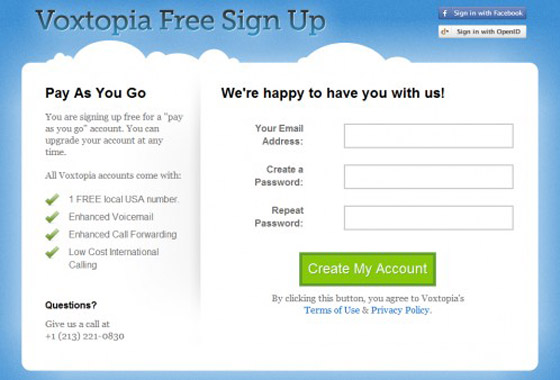 Voxtopia Free Sign Up
Sign in with Facebook
Sign in with OpenID
Pay As You Go
You are signing up free for a "pay
as you go" account. You can
upgrade your account at any
time.
All Voxtopia accounts come with:
1 FREE local USA number.
Enhanced Voicemail
Enhanced Call Forwarding
Low Cost International
Calling
Questions?
Give us a call at
+1 (213) 221-0830
We're happy to have you with us!
Your Email
Address:
Create a
Password:
Repeat
Password:
Create My Account
By clicking this button, you agree to Voxtopia's
Terms of Use & Privacy Policy.